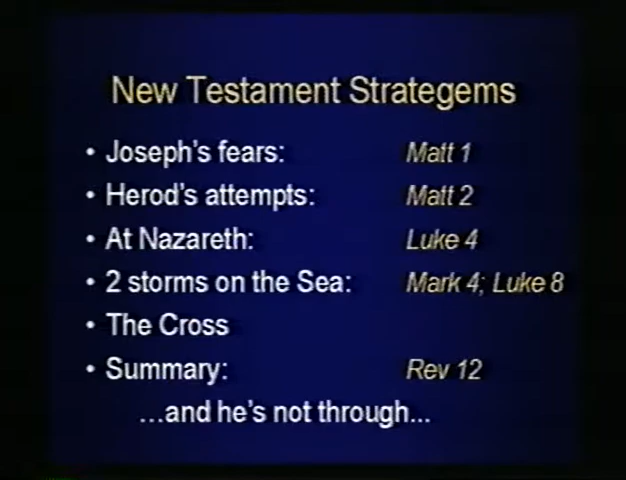 New Testament Strategems
• Joseph's fears: Matt 1
• Herod's attempts: Matt 2
• At Nazareth: Luke 4
• 2 storms on the Sea: Mark 4; Luke 8
• The Cross
• Summary: Rev 12
...and he's not through...